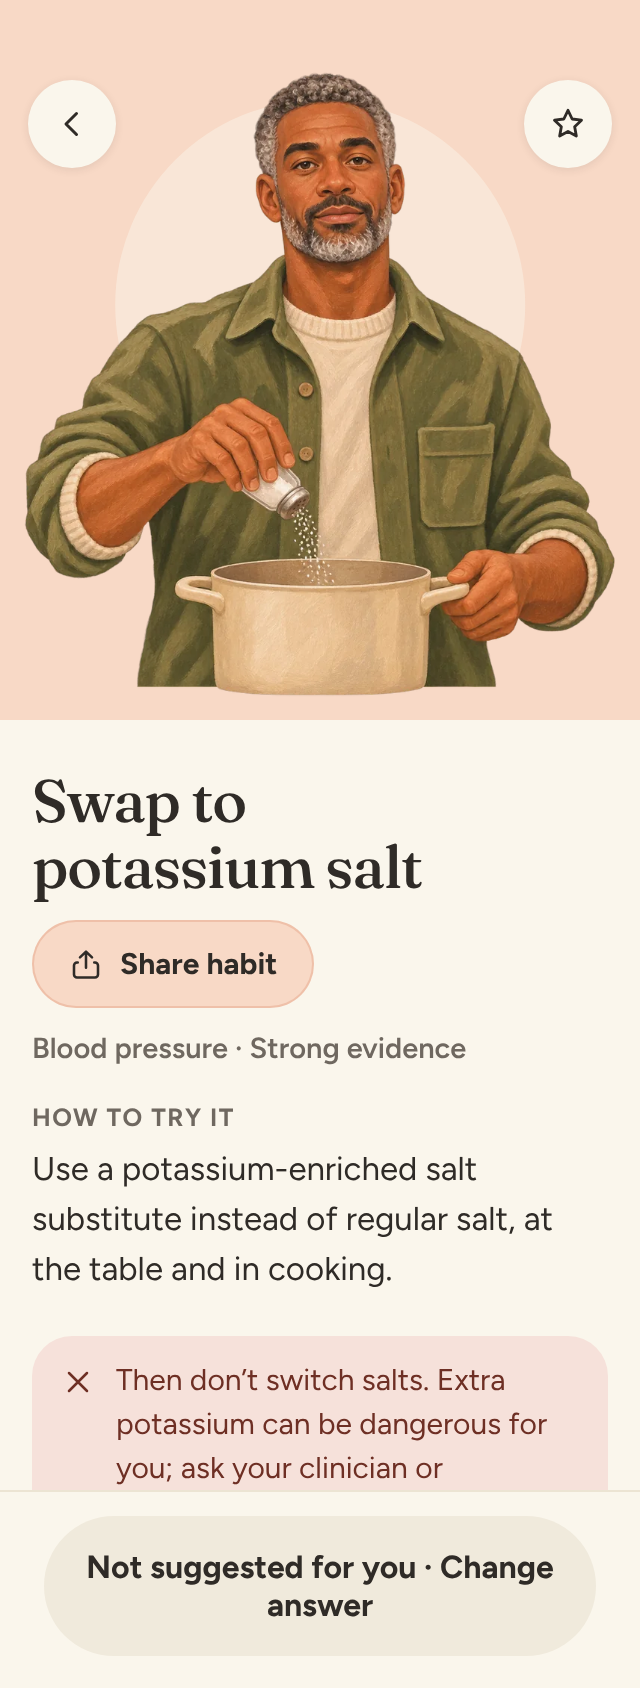 Swap to
potassium salt
Share habit
Blood pressure · Strong evidence
HOW TO TRY IT
Use a potassium-enriched salt
substitute instead of regular salt, at
the table and in cooking.
Then don’t switch salts. Extra
potassium can be dangerous for
you; ask your clinician or
Not suggested for you · Change
answer